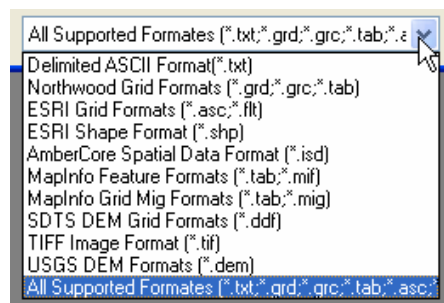 All Supported Formates (*.txt;*.grd;*.grc;*.tab;*.a
Delimited ASCII Format(*.txt)
Northwood Grid Formats (*.grd;*.grc;*.tab)
ESRI Grid Formats (*.asc;*.flt)
ESRI Shape Format (*.shp)
AmberCore Spatial Data Format (*.isd)
MapInfo Feature Formats (*.tab;*.mif)
MapInfo Grid Mig Formats (*.tab;*.mig)
SDTS DEM Grid Formats (*.ddf)
TIFF Image Format (*.tif)
USGS DEM Formats (*.dem)
All Supported Formates (*.txt;*.grd;*.grc;*.tab;*.asc;*